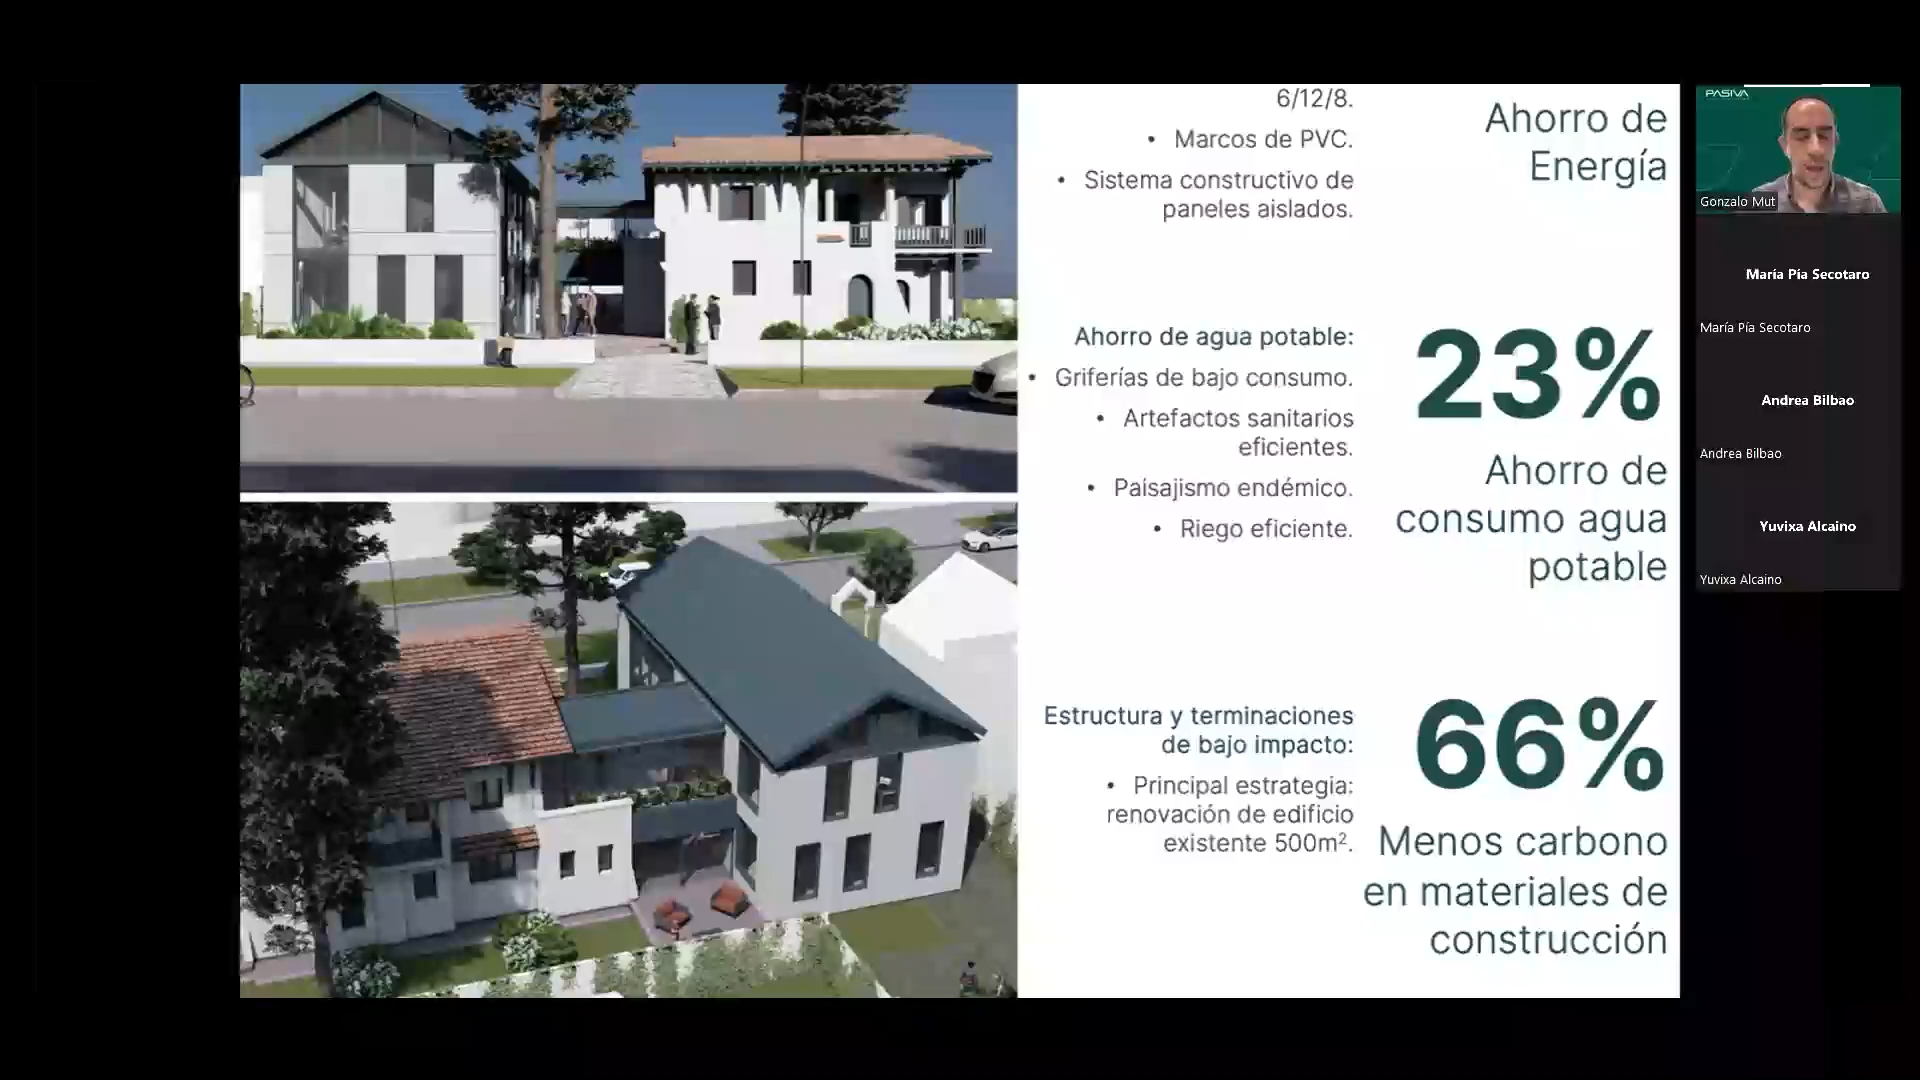 6/12/8.
• Marcos de PVC.
• Sistema constructivo de
paneles aislados.
Ahorro de
Energía
Ahorro de agua potable:
• Griferías de bajo consumo.
• Artefactos sanitarios
eficientes.
• Paisajismo endémico.
• Riego eficiente.
23%
Ahorro de
consumo agua
potable
Estructura y terminaciones
de bajo impacto:
• Principal estrategia:
renovación de edificio
existente 500m².
66%
Menos carbono
en materiales de
construcción
PASIVA
Gonzalo Mut
María Pía Secotaro
María Pía Secotaro
Andrea Bilbao
Andrea Bilbao
Yuvixa Alcaino
Yuvixa Alcaino